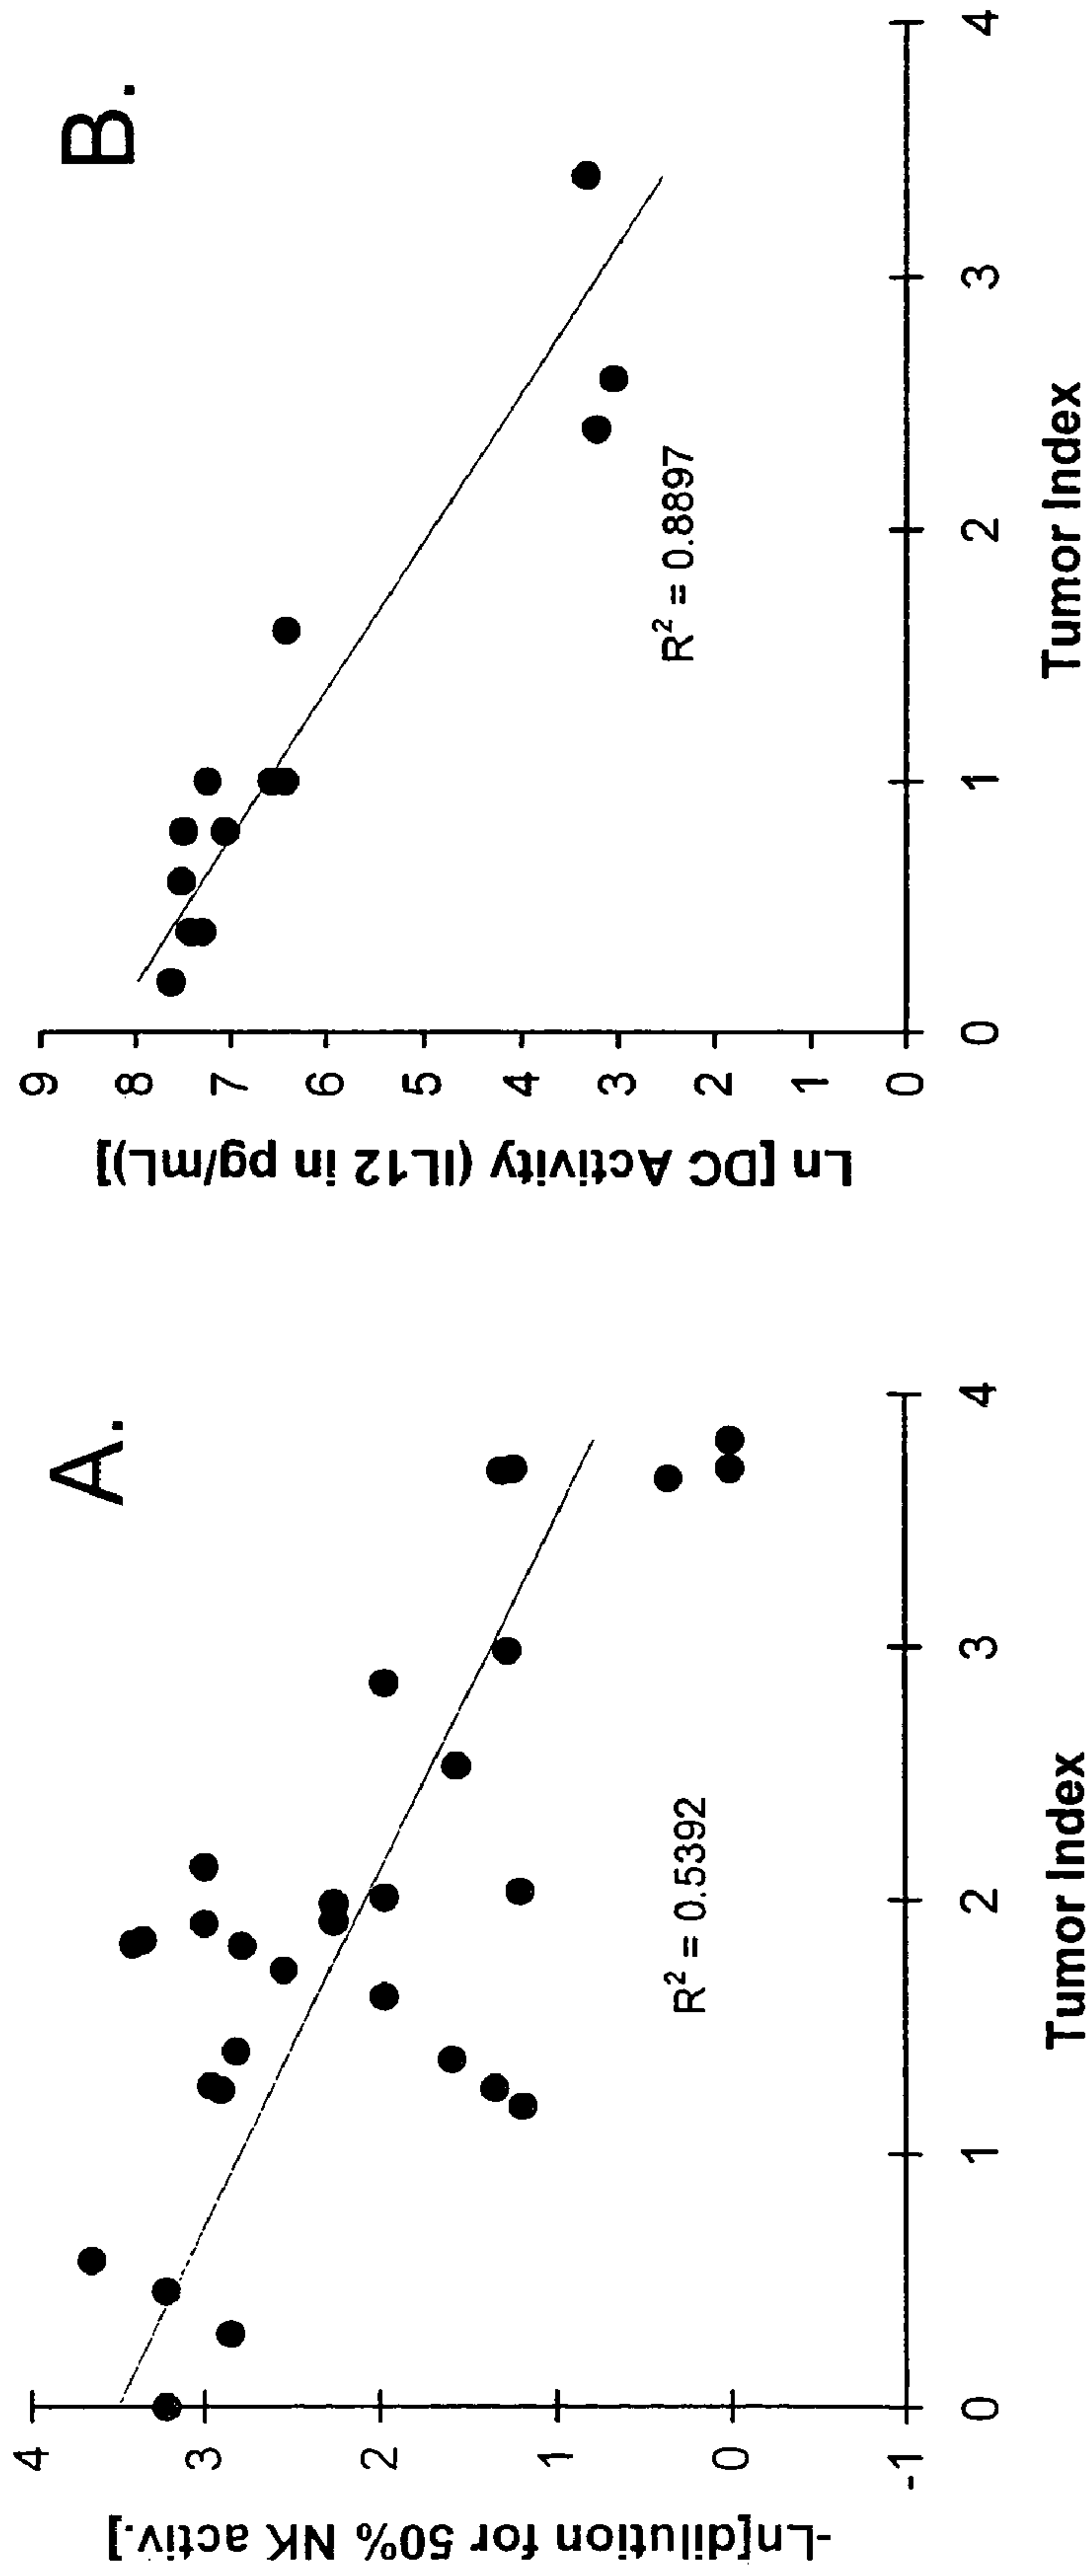 A.
-Ln[dilution for 50% NK activ.]
4
3
2
1
0
-1
R² = 0.5392
0 1 2 3 4
Tumor Index
B.
Ln [DC Activity (IL12 in pg/mL)]
9
8
7
6
5
4
3
2
1
0
R² = 0.8897
0 1 2 3 4
Tumor Index